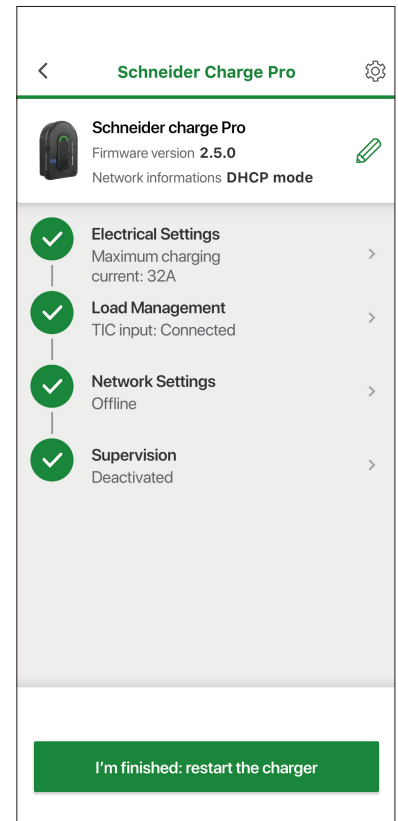 Schneider Charge Pro
Schneider charge Pro
Firmware version 2.5.0
Network informations DHCP mode
Electrical Settings
Maximum charging
current: 32A
Load Management
TIC input: Connected
Network Settings
Offline
Supervision
Deactivated
I'm finished: restart the charger